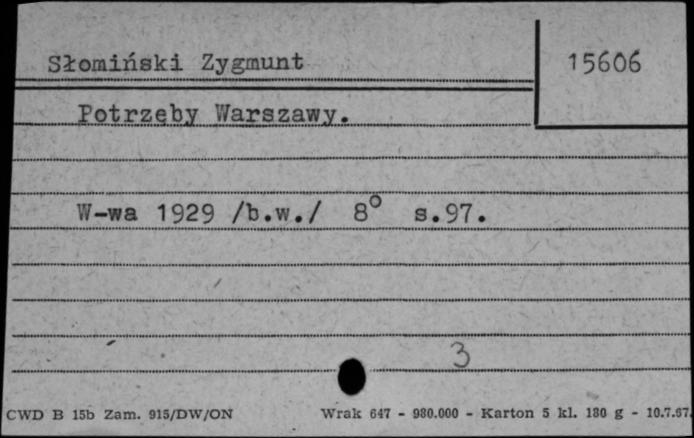 Słomiński Zygmunt
15606
Potrzeby Warszawy.
W-wa 1929 /b.w./ 8° s.97.
3
CWD B 15b Zam. 915/DW/ON Wrak 647 - 980.000 - Karton 5 kl. 180 g - 10.7.67.